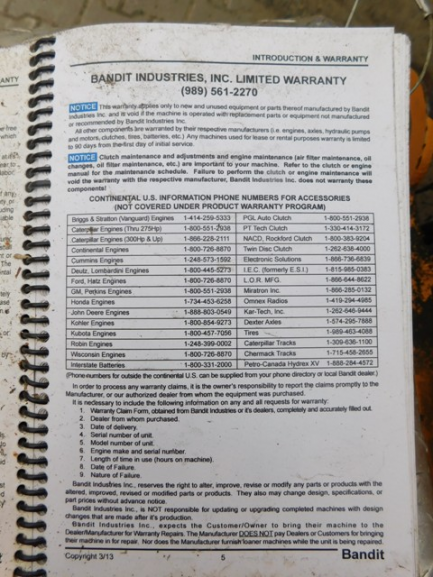 INTRODUCTION & WARRANTY
BANDIT INDUSTRIES, INC. LIMITED WARRANTY
(989) 561-2270
NOTICE This warranty applies only to new and unused equipment or parts thereof manufactured by Bandit
Industries Inc. and is void if the machine is operated with replacement parts or equipment not manufactured
or recommended by Bandit Industries Inc.
All other components are warranted by their respective manufacturers (i.e. engines, axles, hydraulic pumps
and motors, clutches, tires, batteries, etc.) Any machines used for lease or rental purposes warranty is limited
to 90 days from the first day of initial service.
NOTICE Clutch maintenance and adjustments and engine maintenance (air filter maintenance, oil
changes, oil filter maintenance, etc.) are important to your machine. Refer to the clutch or engine
manual for the maintenance schedule. Failure to perform the clutch or engine maintenance will
void the warranty with the respective manufacturer, Bandit Industries Inc. does not warranty these
components!
CONTINENTAL U.S. INFORMATION PHONE NUMBERS FOR ACCESSORIES
(NOT COVERED UNDER PRODUCT WARRANTY PROGRAM)
Briggs & Stratton (Vanguard) Engines 1-414-259-5333 PGL Auto Clutch 1-800-551-2938
Caterpillar Engines (Thru 275Hp) 1-800-551-2938 PT Tech Clutch 1-330-414-3172
Caterpillar Engines (300Hp & Up) 1-866-228-2111 NACD, Rockford Clutch 1-800-383-9204
Continental Engines 1-800-726-8870 Twin Disc Clutch 1-262-638-4000
Cummins Engines 1-248-573-1592 Electronic Solutions 1-888-736-6839
Deutz, Lombardini Engines 1-800-445-5273 I.E.C. (formerly E.S.I.) 1-815-985-0383
Ford, Hatz Engines 1-800-726-8870 L.O.R. MFG. 1-866-644-8622
GM, Perkins Engines 1-800-551-2938 Miratron Inc. 1-866-285-0132
Honda Engines 1-734-453-6258 Omnex Radios 1-419-294-4985
John Deere Engines 1-888-803-0549 Kar-Tech, Inc. 1-262-646-9444
Kohler Engines 1-800-854-9273 Dexter Axles 1-574-295-7888
Kubota Engines 1-800-457-7056 Tires 1-989-463-4088
Robin Engines 1-248-399-0002 Caterpillar Tracks 1-309-636-1100
Wisconsin Engines 1-800-726-8870 Chermack Tracks 1-715-458-2655
Interstate Batteries 1-800-331-2000 Petro-Canada Hydrex XV 1-888-284-4572
(Phone numbers for outside the continental U.S. can be supplied from your phone directory or local Bandit dealer.)
In order to process any warranty claims, it is the owner's responsibility to report the claims promptly to the
Manufacturer, or our authorized dealer from whom the equipment was purchased.
It is necessary to include the following information on any and all requests for warranty:
1. Warranty Claim Form, obtained from Bandit Industries or it's dealers, completely and accurately filled out.
2. Dealer from whom purchased.
3. Date of delivery.
4. Serial number of unit.
5. Model number of unit.
6. Engine make and serial number.
7. Length of time in use (hours on machine).
8. Date of Failure.
9. Nature of Failure.
Bandit Industries Inc., reserves the right to alter, improve, revise or modify any parts or products with the
altered, improved, revised or modified parts or products. They also may change design, specifications, or
part prices without advance notice.
Bandit Industries Inc., is NOT responsible for updating or upgrading completed machines with design
changes that are made after it's production.
Bandit Industries Inc., expects the Customer/Owner to bring their machine to the
Dealer/Manufacturer for Warranty Repairs. The Manufacturer DOES NOT pay Dealers or Customers for bringing
their machine in for repair. Nor does the Manufacturer furnish loaner machines while the unit is being repaired.
Copyright 3/13 5 Bandit